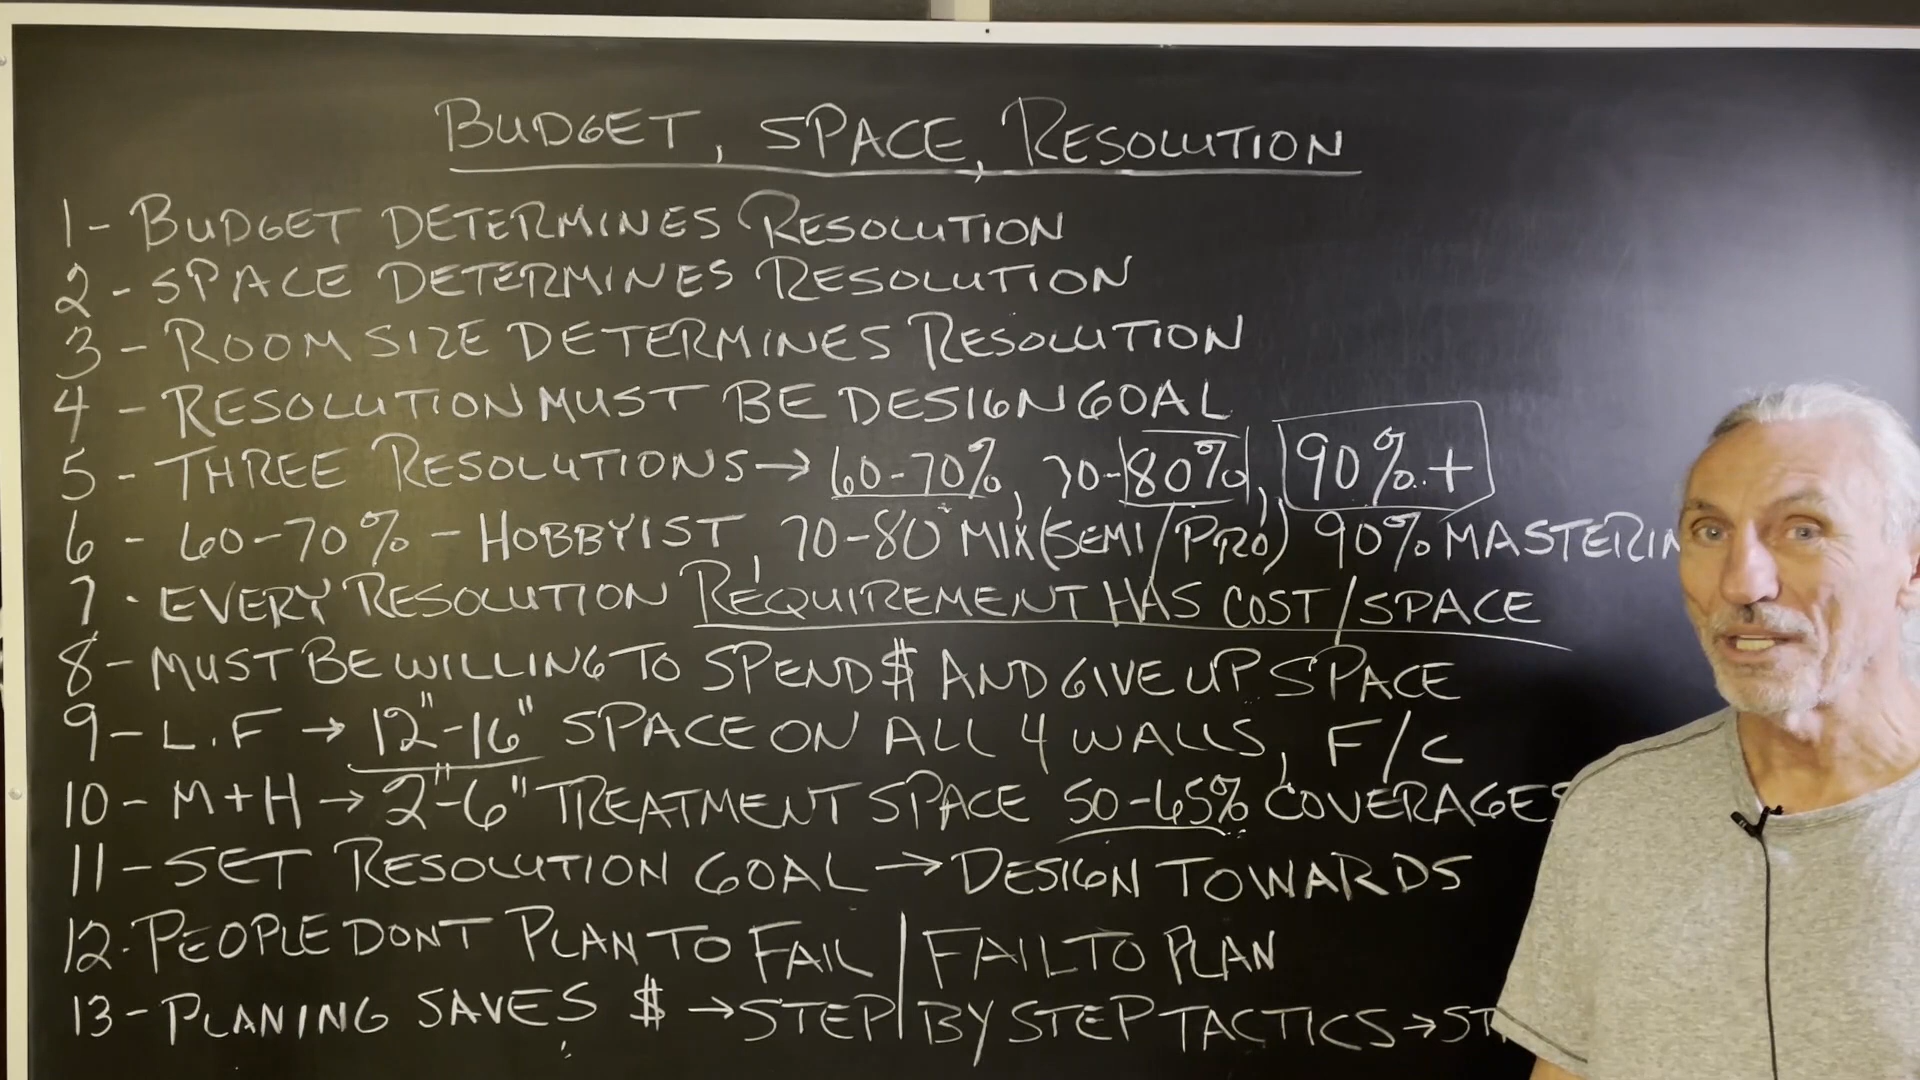 BUDGET, SPACE, RESOLUTION
1- BUDGET DETERMINES RESOLUTION
2- SPACE DETERMINES RESOLUTION
3- ROOM SIZE DETERMINES RESOLUTION
4- RESOLUTION MUST BE DESIGN GOAL
5- THREE RESOLUTIONS → 60-70%, 70-80%, 90%+
6- 60-70% - HOBBYIST, 70-80 MIX (SEMI/PRO) 90% MASTERIN
7- EVERY RESOLUTION REQUIREMENT HAS COST/SPACE
8- MUST BE WILLING TO SPEND $ AND GIVE UP SPACE
9- L.F → 12"-16" SPACE ON ALL 4 WALLS, F/C
10- M+H → 2"-6" TREATMENT SPACE 50-65% COVERAGES
11- SET RESOLUTION GOAL → DESIGN TOWARDS
12. PEOPLE DONT PLAN TO FAIL / FAIL TO PLAN
13- PLANING SAVES $ → STEP BY STEP TACTICS → ST